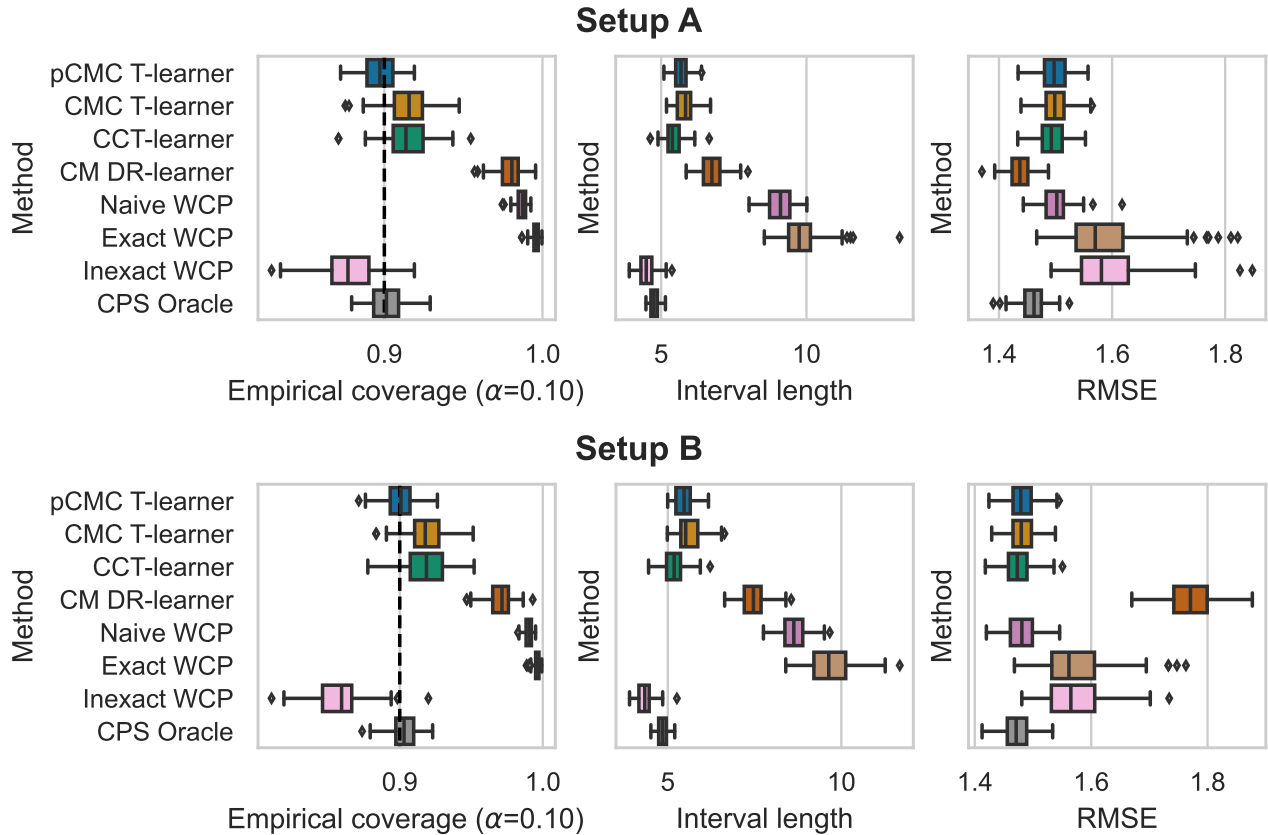 Setup A
Method
pCMC T-learner
CMC T-learner
CCT-learner
CM DR-learner
Naive WCP
Exact WCP
Inexact WCP
CPS Oracle
0.9 1.0
Empirical coverage (α=0.10)
Method
5 10
Interval length
Method
1.4 1.6 1.8
RMSE
Setup B
Method
pCMC T-learner
CMC T-learner
CCT-learner
CM DR-learner
Naive WCP
Exact WCP
Inexact WCP
CPS Oracle
0.9 1.0
Empirical coverage (α=0.10)
Method
5 10
Interval length
Method
1.4 1.6 1.8
RMSE